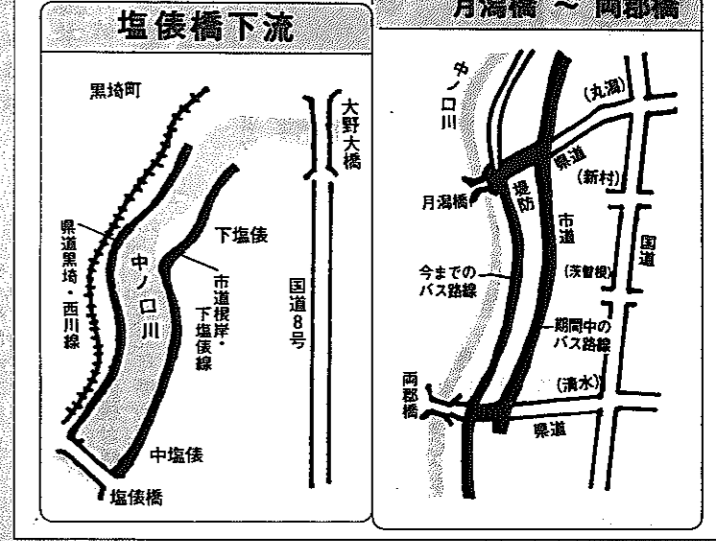 塩俵橋下流
黒埼町
大野大橋
下塩俵
県道黒埼・西川線
中ノ口川
市道根岸・
下塩俵線
国道8号
中塩俵
塩俵橋
月潟橋 ～ 両郡橋
中ノ口川
(丸潟)
県道
(新村)
月潟橋
堤防
市道
国道
今までの
バス路線
(茨曽根)
期間中の
バス路線
両郡橋
(清水)
県道